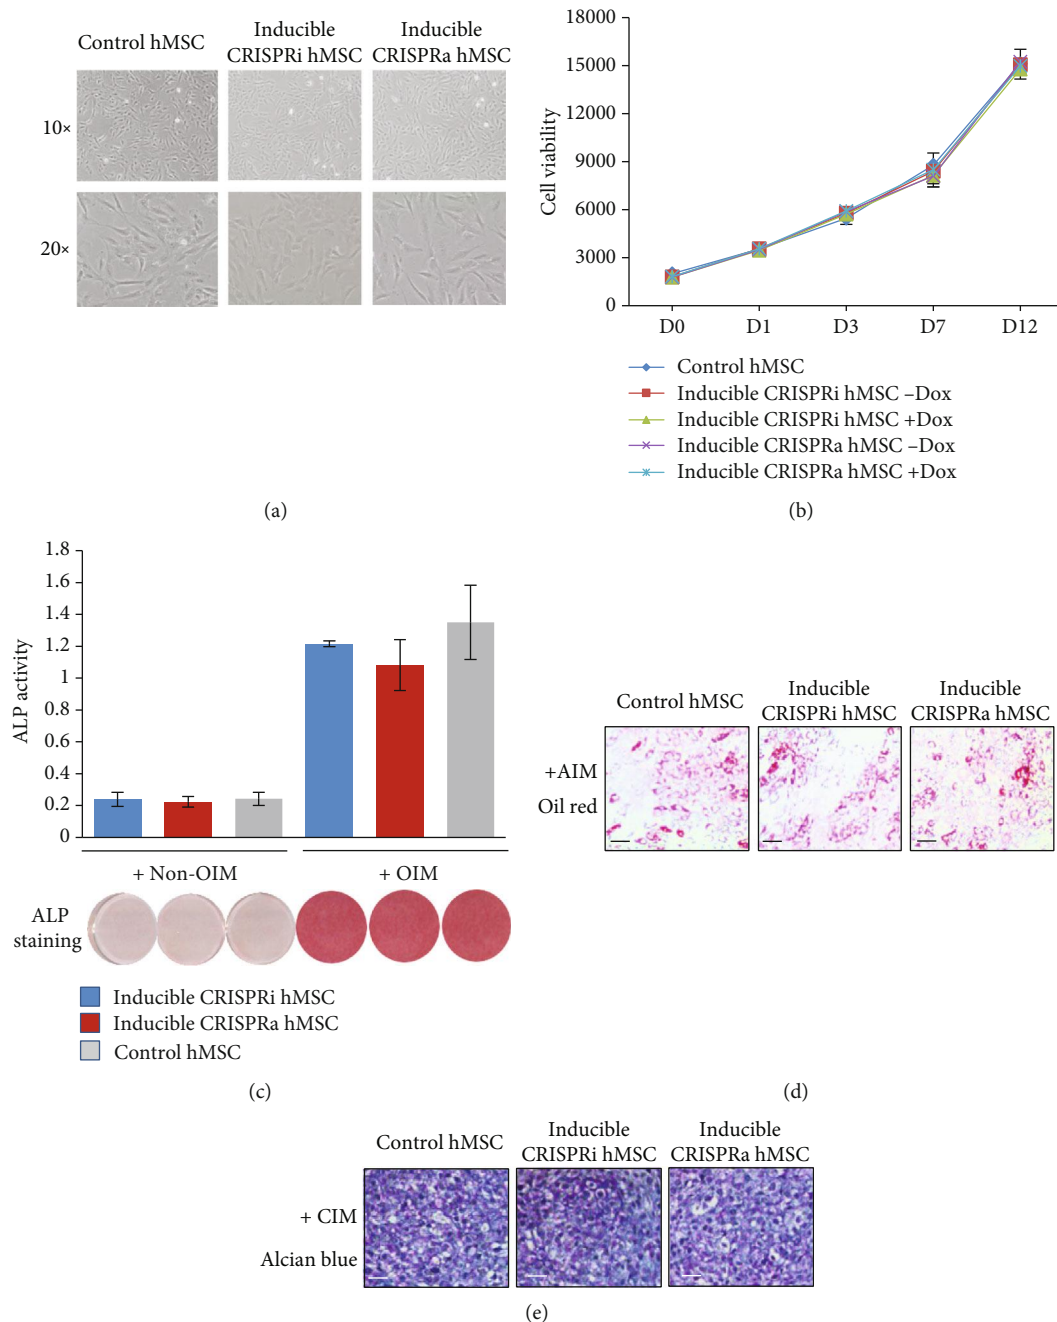 Control hMSC
Inducible
CRISPRi hMSC
Inducible
CRISPRa hMSC
10×
20×
(a)
18000
15000
12000
9000
6000
3000
0
Cell viability
D0
D1
D3
D7
D12
Control hMSC
Inducible CRISPRi hMSC –Dox
Inducible CRISPRi hMSC +Dox
Inducible CRISPRa hMSC –Dox
Inducible CRISPRa hMSC +Dox
(b)
1.8
1.6
1.4
1.2
1
0.8
0.6
0.4
0.2
0
ALP activity
+ Non-OIM
+ OIM
ALP
staining
Inducible CRISPRi hMSC
Inducible CRISPRa hMSC
Control hMSC
(c)
Control hMSC
Inducible
CRISPRi hMSC
Inducible
CRISPRa hMSC
+AIM
Oil red
(d)
Control hMSC
Inducible
CRISPRi hMSC
Inducible
CRISPRa hMSC
+ CIM
Alcian blue
(e)